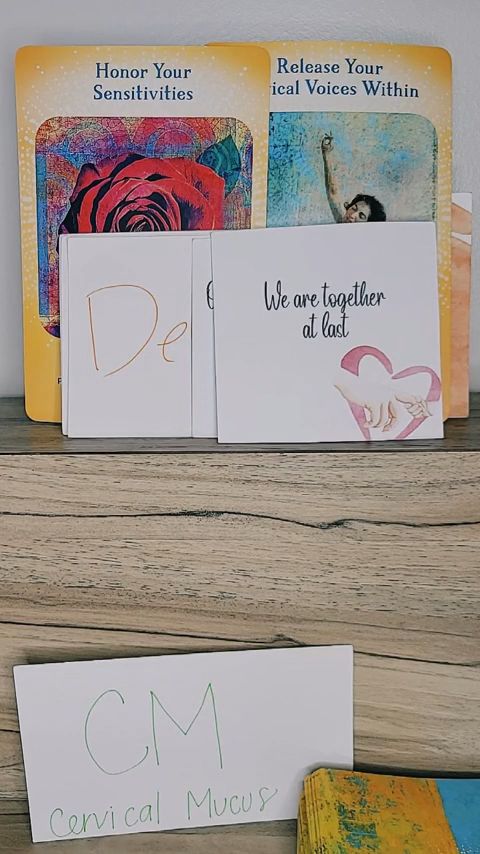 Honor Your
Sensitivities
Release Your
ical Voices Within
De
We are together
at last
CM
Cervical Mucus